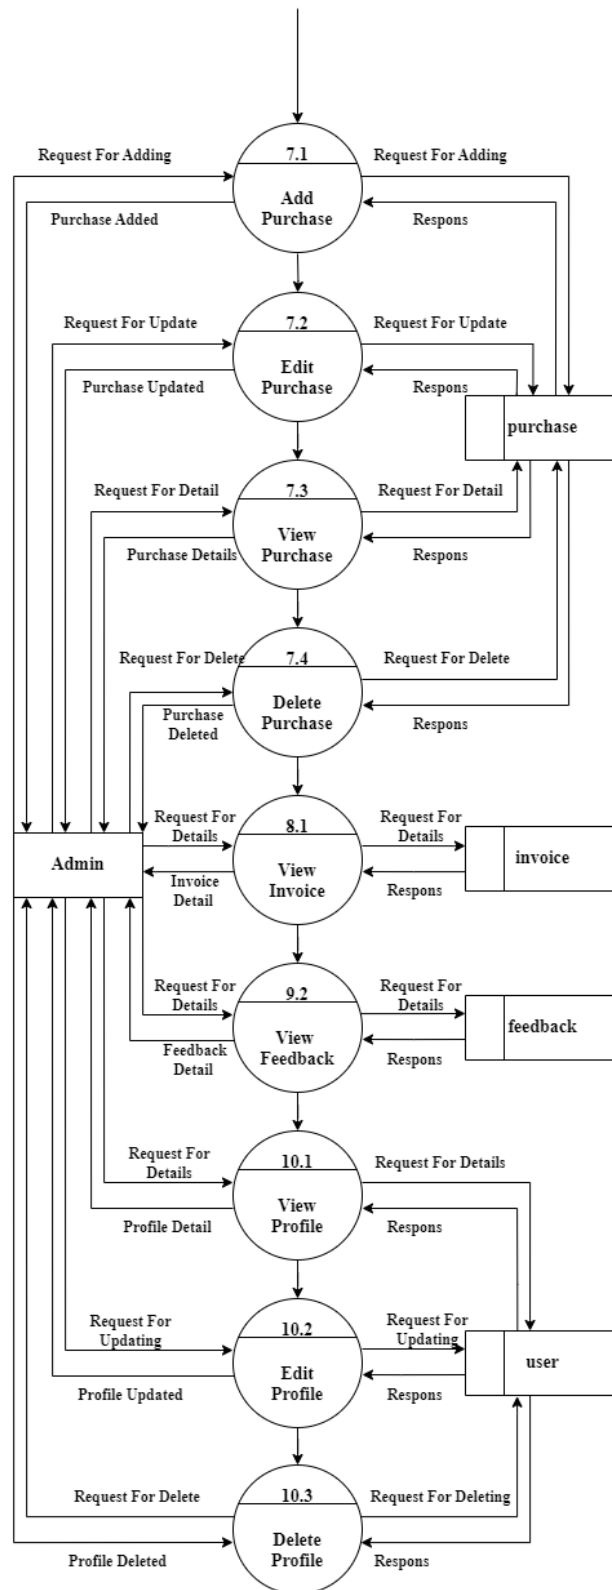 7.1
Request For Adding
Request For Adding
Add
Purchase
Purchase Added
Respons
7.2
Request For Update
Request For Update
Edit
Purchase
Purchase Updated
Respons
purchase
7.3
Request For Detail
Request For Detail
View
Purchase
Purchase Details
Respons
7.4
Request For Delete
Request For Delete
Delete
Purchase
Purchase
Deleted
Respons
8.1
Request For
Details
Request For
Details
Admin
View
Invoice
invoice
Invoice
Detail
Respons
9.2
Request For
Details
Request For
Details
View
Feedback
feedback
Feedback
Detail
Respons
10.1
Request For
Details
Request For Details
View
Profile
Profile Detail
Respons
10.2
Request For
Updating
Request For
Updating
Edit
Profile
user
Profile Updated
Respons
10.3
Request For Delete
Request For Deleting
Delete
Profile
Profile Deleted
Respons